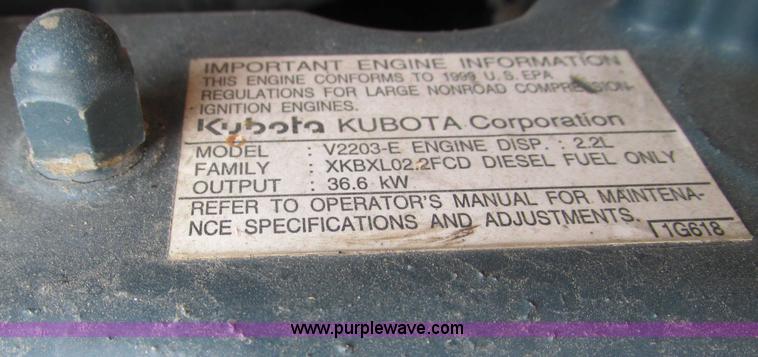 IMPORTANT ENGINE INFORMATION
THIS ENGINE CONFORMS TO 1999 U.S. EPA
REGULATIONS FOR LARGE NONROAD COMPRESSION-
IGNITION ENGINES.
Kubota KUBOTA Corporation
MODEL : V2203-E ENGINE DISP. : 2.2L
FAMILY : XKBXL02.2FCD DIESEL FUEL ONLY
OUTPUT : 36.6 kW
REFER TO OPERATOR'S MANUAL FOR MAINTENA-
NCE SPECIFICATIONS AND ADJUSTMENTS.
1G618
www.purplewave.com